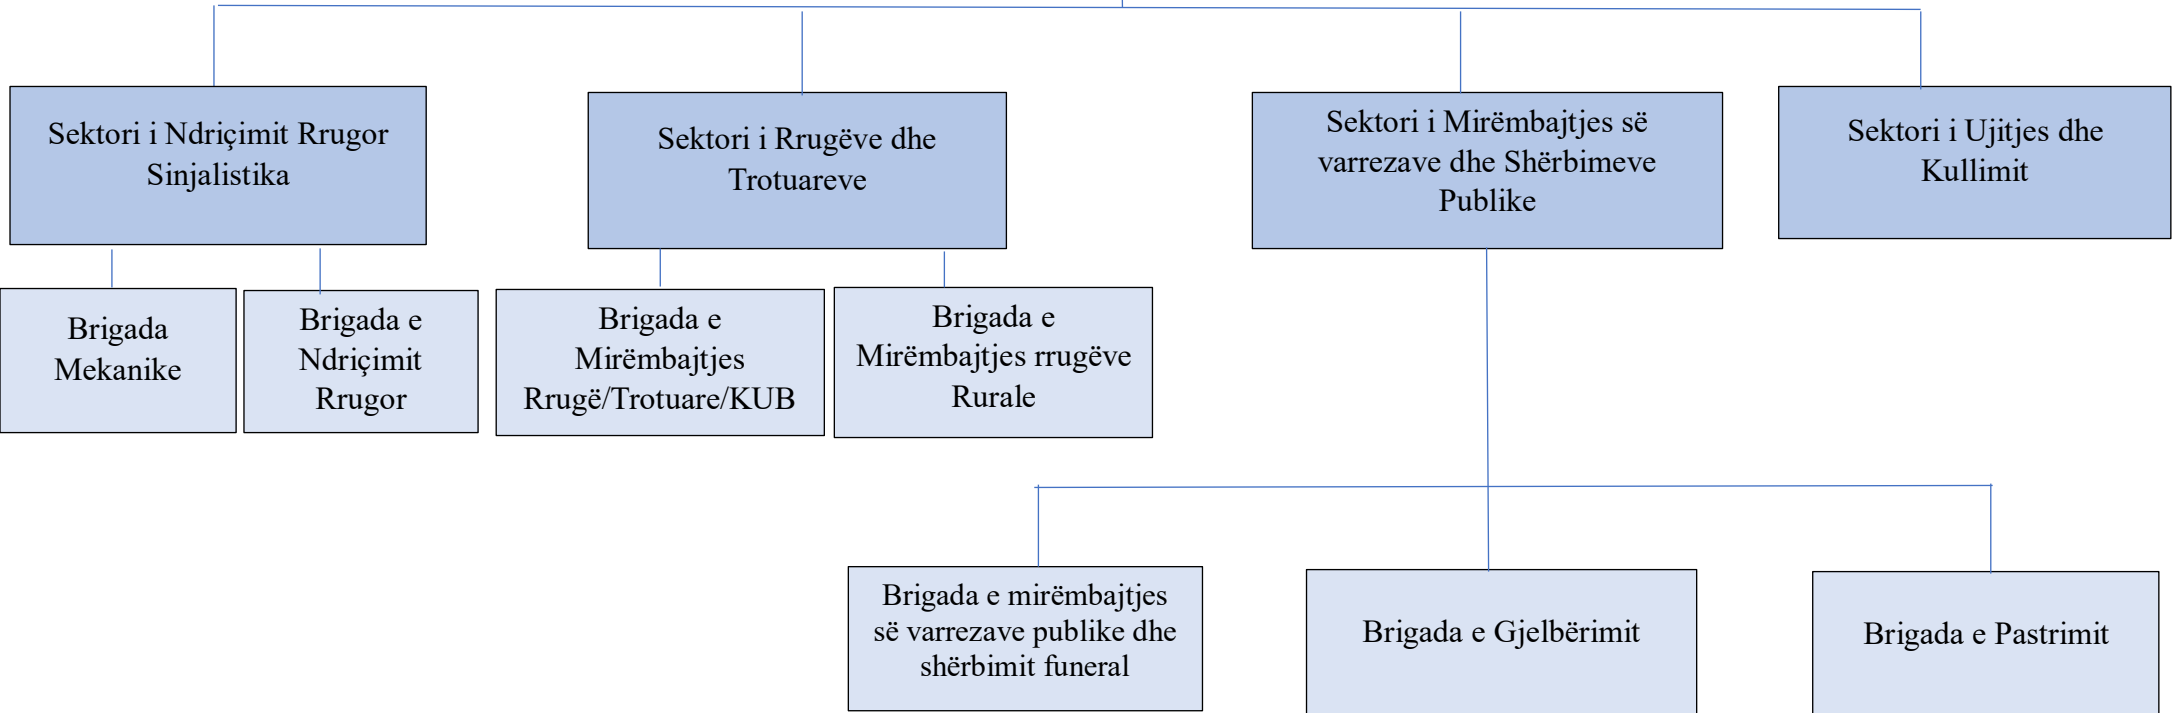 Sektori i Ndriçimit Rrugor
Sinjalistika
Sektori i Rrugëve dhe
Trotuareve
Sektori i Mirëmbajtjes së
varrezave dhe Shërbimeve
Publike
Sektori i Ujitjes dhe
Kullimit
Brigada
Mekanike
Brigada e
Ndriçimit
Rrugor
Brigada e
Mirëmbajtjes
Rrugë/Trotuare/KUB
Brigada e
Mirëmbajtjes rrugëve
Rurale
Brigada e mirëmbajtjes
së varrezave publike dhe
shërbimit funeral
Brigada e Gjelbërimit
Brigada e Pastrimit